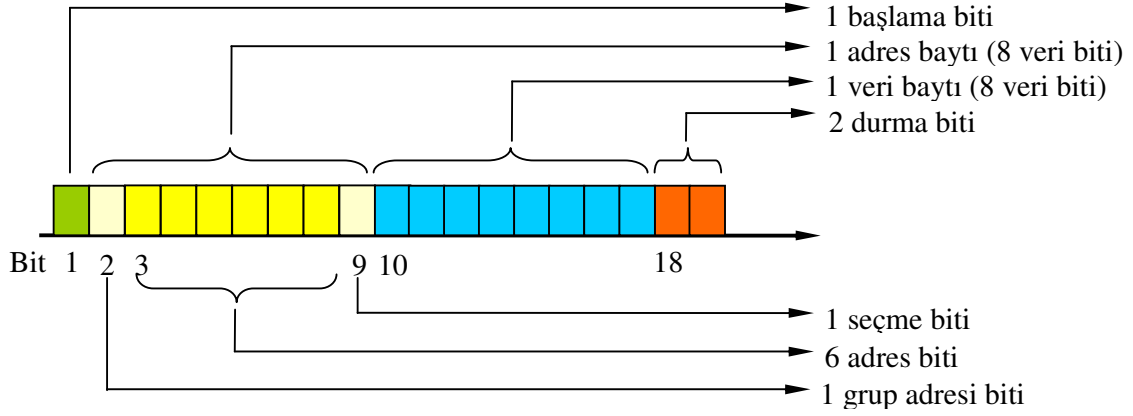 1 başlama biti
1 adres baytı (8 veri biti)
1 veri baytı (8 veri biti)
2 durma biti
Bit 1 2 3 9 10 18
1 seçme biti
6 adres biti
1 grup adresi biti